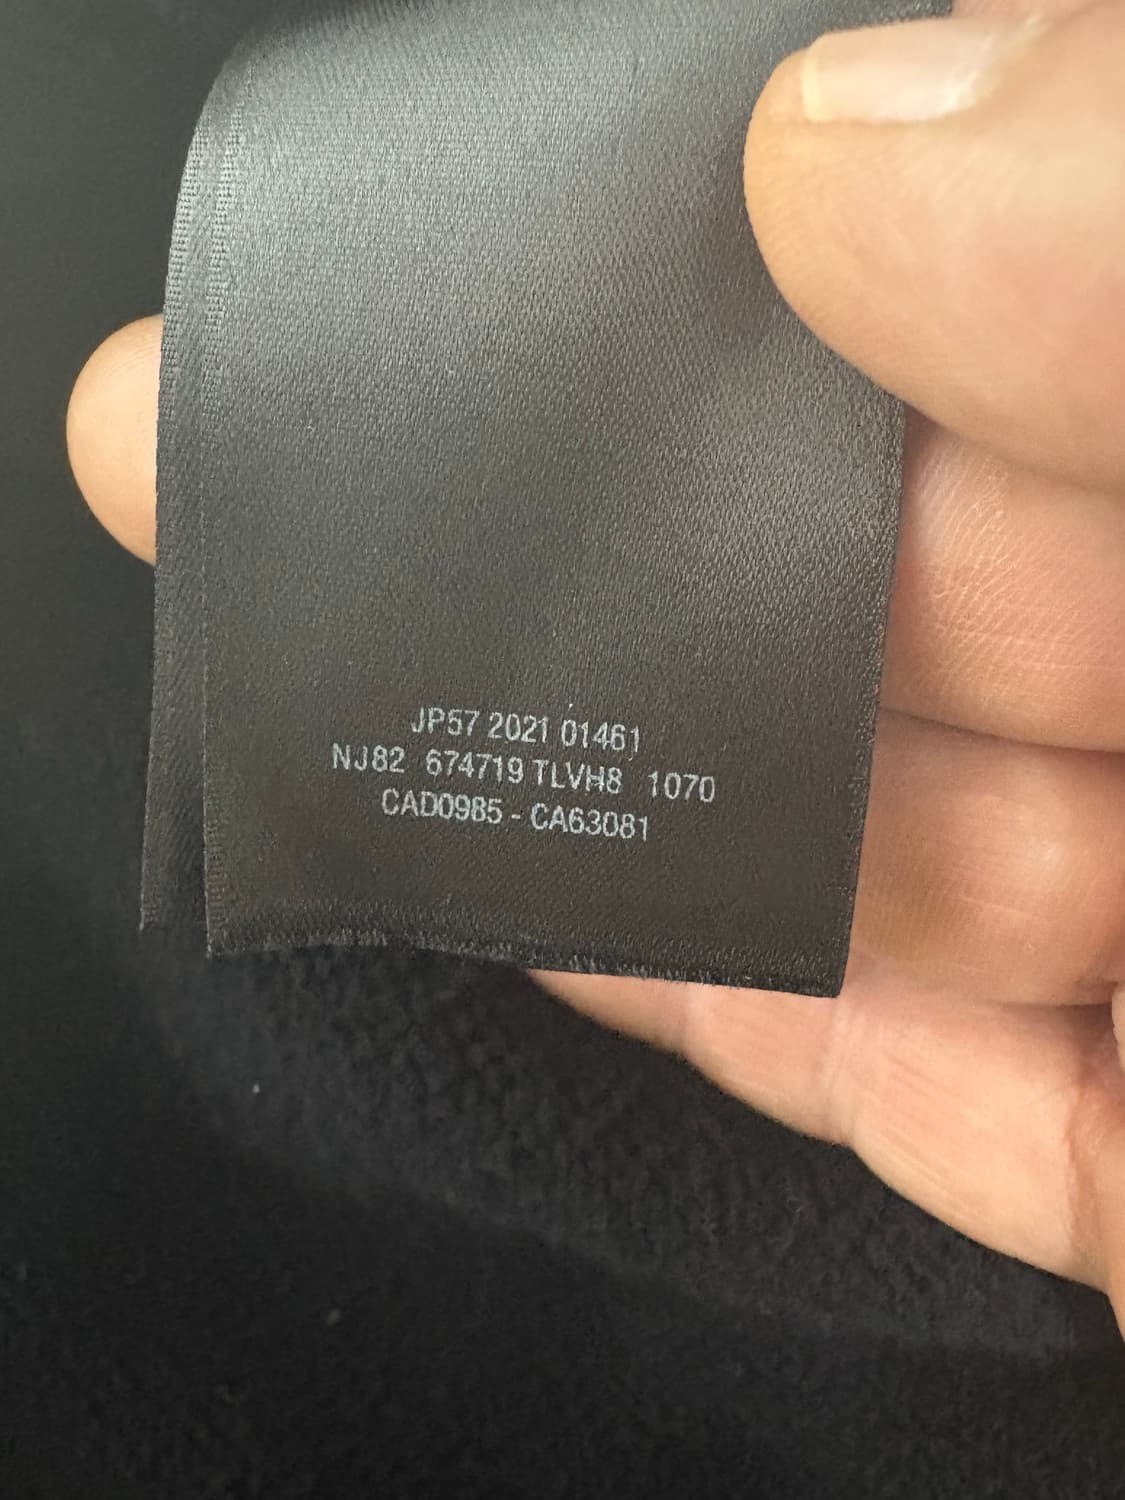 JP57 2021 01461
NJ82 674719 TLVH8 1070
CAD0985 - CA63081